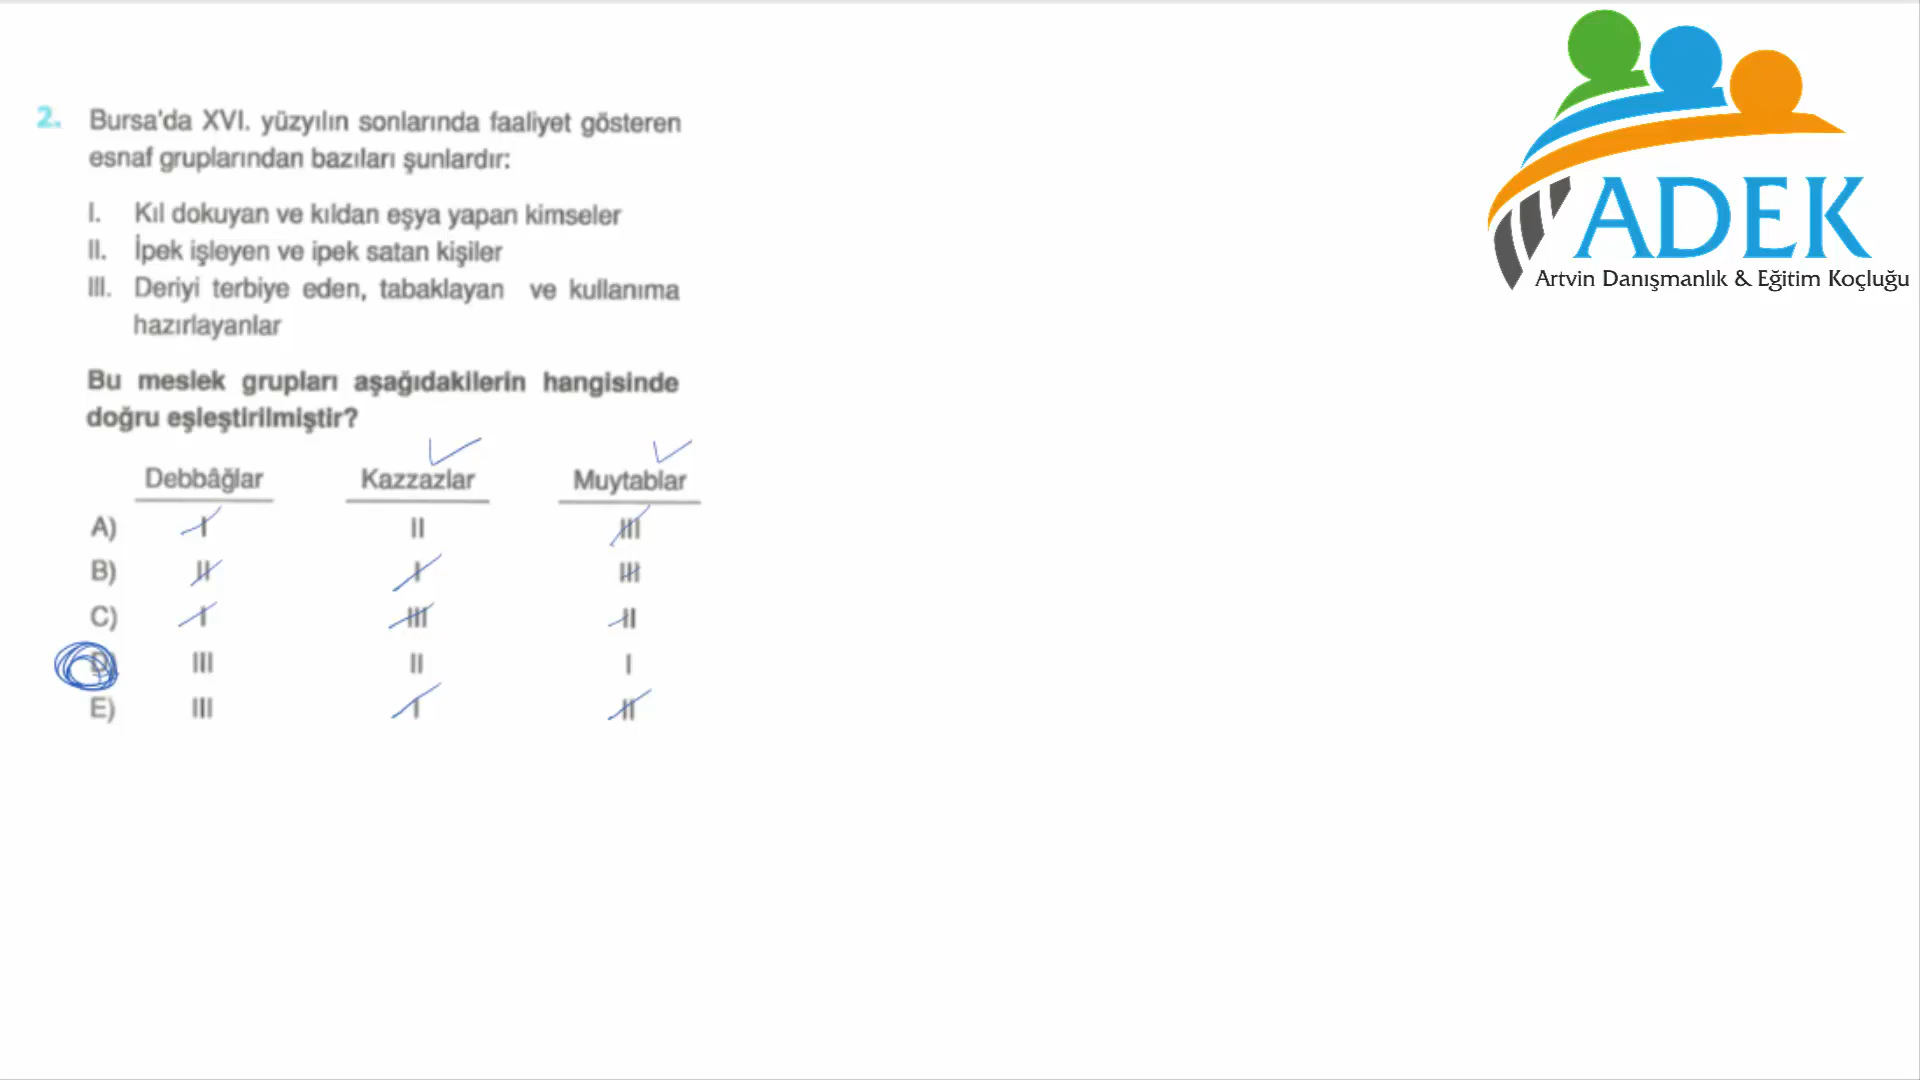 2. Bursa'da XVI. yüzyılın sonlarında faaliyet gösteren
esnaf gruplarından bazıları şunlardır:
I. Kıl dokuyan ve kıldan eşya yapan kimseler
II. İpek işleyen ve ipek satan kişiler
III. Deriyi terbiye eden, tabaklayan ve kullanıma
hazırlayanlar
Bu meslek grupları aşağıdakilerin hangisinde
doğru eşleştirilmiştir?
Debbâğlar Kazzazlar Muytablar
A) I II III
B) II I III
C) I III II
D) III II I
E) III I II
ADEK
Artvin Danışmanlık & Eğitim Koçluğu